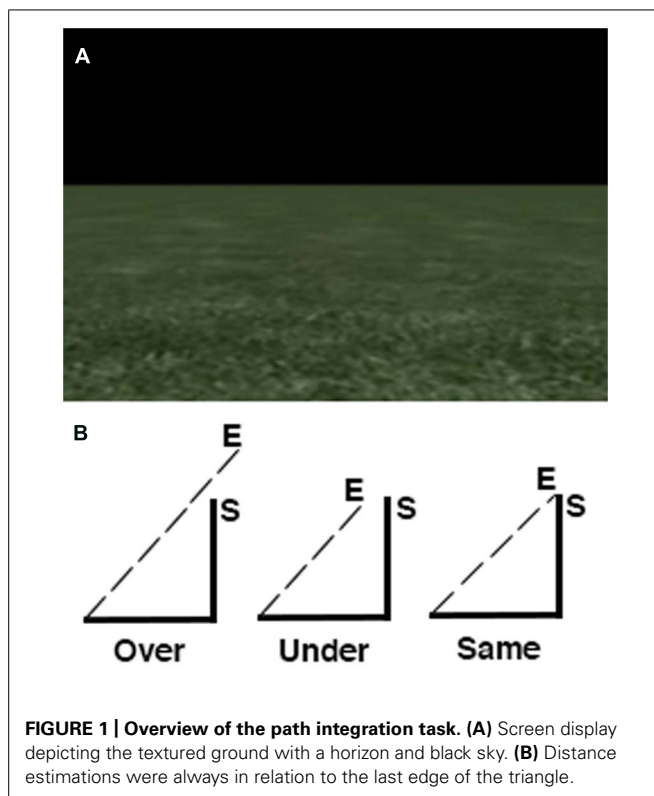 A
B
E
S
E
S
E
S
Over Under Same
FIGURE 1 | Overview of the path integration task. (A) Screen display
depicting the textured ground with a horizon and black sky. (B) Distance
estimations were always in relation to the last edge of the triangle.